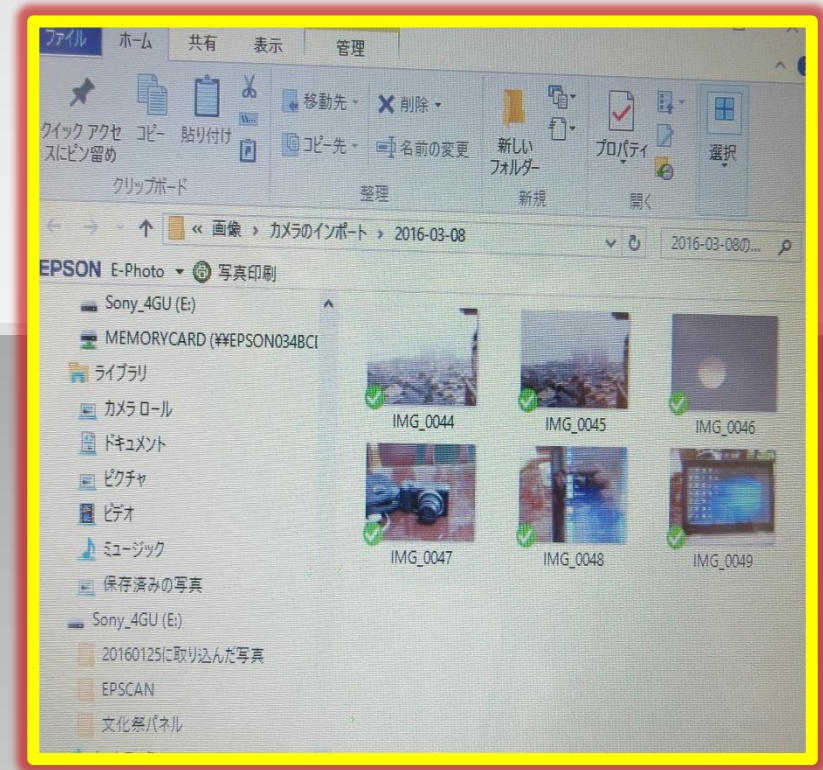 ファイル ホーム 共有 表示 管理
クイック アクセスにピン留め コピー 貼り付け
移動先 コピー先 削除 名前の変更
新しいフォルダー プロパティ 選択
クリップボード 整理 新規 開く
« 画像 › カメラのインポート › 2016-03-08 2016-03-08の...
EPSON E-Photo 写真印刷
Sony_4GU (E:)
MEMORYCARD (¥¥EPSON034BC
ライブラリ
カメラ ロール
ドキュメント
ピクチャ
ビデオ
ミュージック
保存済みの写真
Sony_4GU (E:)
20160125に取り込んだ写真
EPSCAN
文化祭パネル
IMG_0044 IMG_0045 IMG_0046
IMG_0047 IMG_0048 IMG_0049